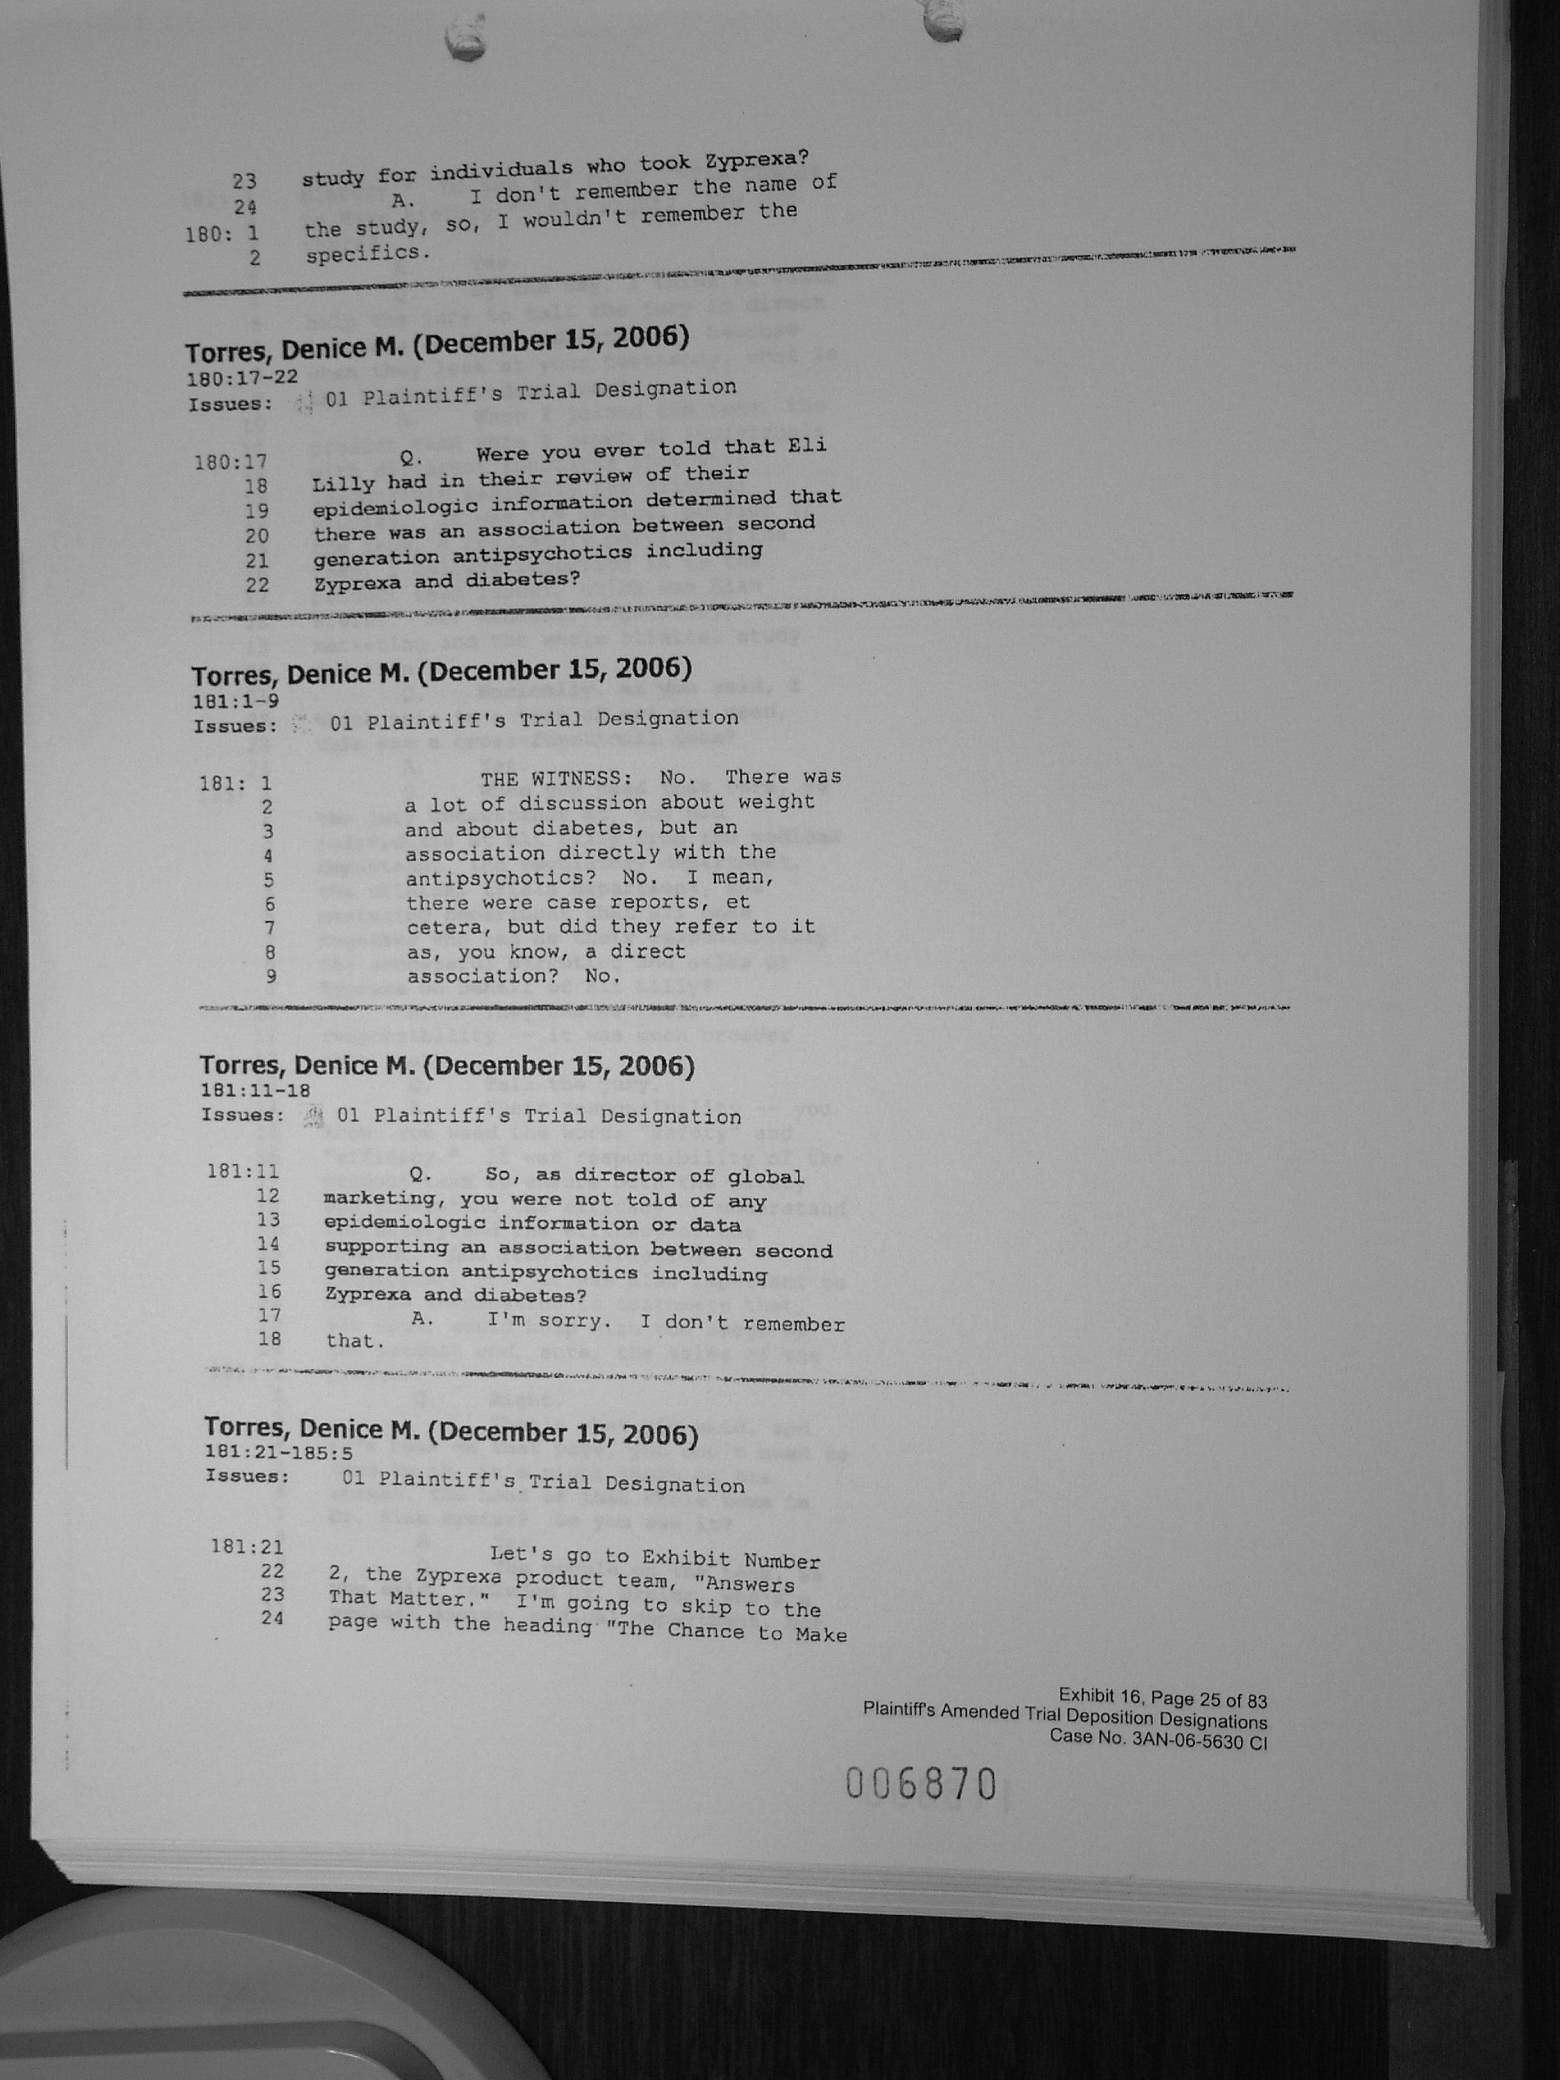 23 study for individuals who took Zyprexa?
24 A. I don't remember the name of
180: 1 the study, so, I wouldn't remember the
2 specifics.
Torres, Denice M. (December 15, 2006)
180:17-22
Issues: 01 Plaintiff's Trial Designation
180:17 Q. Were you ever told that Eli
18 Lilly had in their review of their
19 epidemiologic information determined that
20 there was an association between second
21 generation antipsychotics including
22 Zyprexa and diabetes?
Torres, Denice M. (December 15, 2006)
181:1-9
Issues: 01 Plaintiff's Trial Designation
181: 1 THE WITNESS: No. There was
2 a lot of discussion about weight
3 and about diabetes, but an
4 association directly with the
5 antipsychotics? No. I mean,
6 there were case reports, et
7 cetera, but did they refer to it
8 as, you know, a direct
9 association? No.
Torres, Denice M. (December 15, 2006)
181:11-18
Issues: 01 Plaintiff's Trial Designation
181:11 Q. So, as director of global
12 marketing, you were not told of any
13 epidemiologic information or data
14 supporting an association between second
15 generation antipsychotics including
16 Zyprexa and diabetes?
17 A. I'm sorry. I don't remember
18 that.
Torres, Denice M. (December 15, 2006)
181:21-185:5
Issues: 01 Plaintiff's Trial Designation
181:21 Let's go to Exhibit Number
22 2, the Zyprexa product team, "Answers
23 That Matter." I'm going to skip to the
24 page with the heading "The Chance to Make
Exhibit 16, Page 25 of 83
Plaintiff's Amended Trial Deposition Designations
Case No. 3AN-06-5630 CI
006870